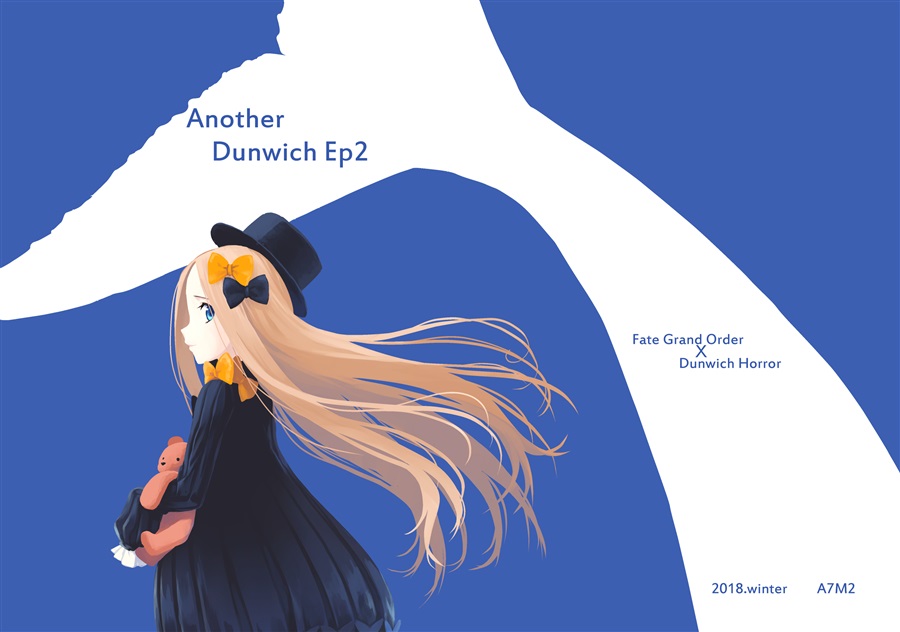 Another
Dunwich Ep2
Fate Grand Order
X
Dunwich Horror
2018.winter A7M2